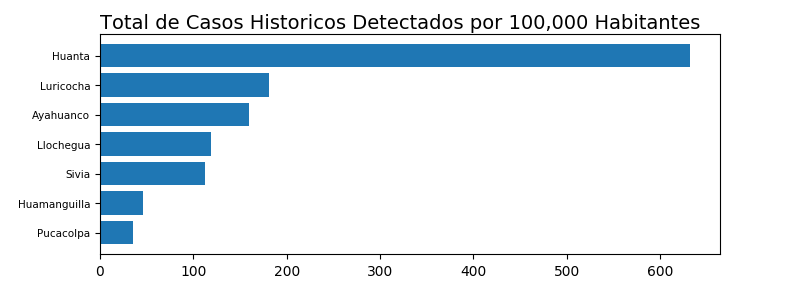 Total de Casos Historicos Detectados por 100,000 Habitantes
Huanta
Luricocha
Ayahuanco
Llochegua
Sivia
Huamanguilla
Pucacolpa
0 100 200 300 400 500 600